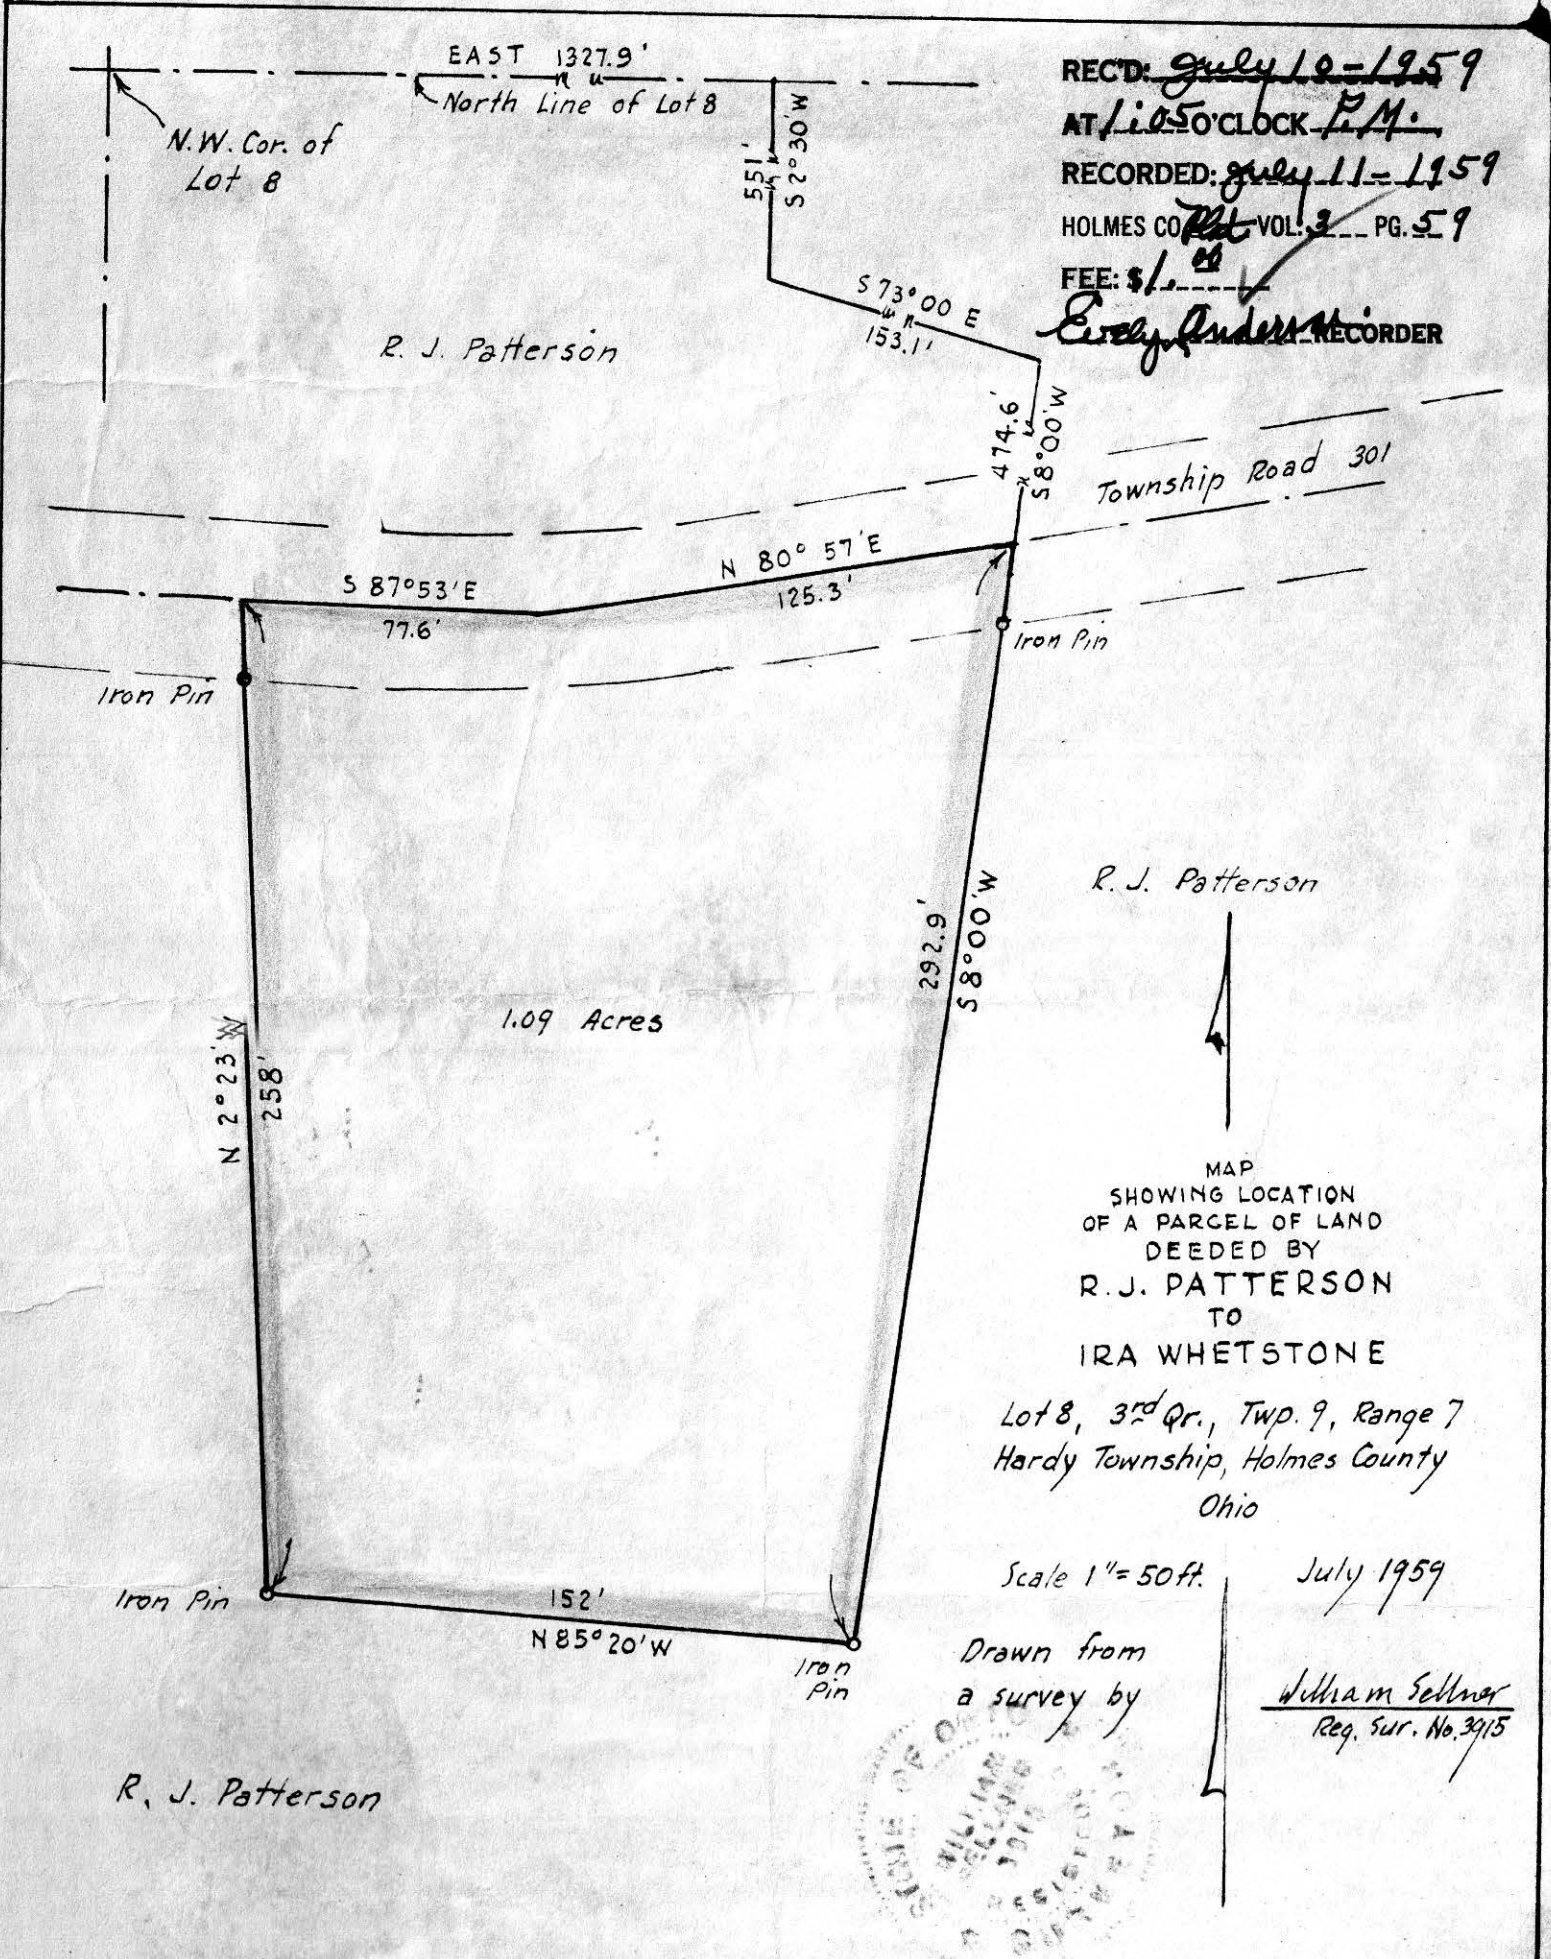 EAST 1327.9'
North Line of Lot 8
N.W. Cor. of
Lot 8
551'
S 2°30'W
REC'D: July 10-1959
AT 1:05 O'CLOCK P.M.
RECORDED: July 11-1959
HOLMES CO Plat VOL. 3 PG. 59
FEE: $1.00
Evelyn Anderson RECORDER
S 73°00 E
153.1'
R. J. Patterson
474.6'
S8°00'W
Township Road 301
N 80° 57'E
125.3'
S 87°53'E
77.6'
Iron Pin
Iron Pin
R. J. Patterson
292.9'
S8°00'W
1.09 Acres
N 2°23'W
258'
MAP
SHOWING LOCATION
OF A PARCEL OF LAND
DEEDED BY
R.J. PATTERSON
TO
IRA WHETSTONE
Lot 8, 3rd Qr., Twp. 9, Range 7
Hardy Township, Holmes County
Ohio
Scale 1"= 50 ft.
July 1959
Iron Pin
152'
N 85°20'W
Iron
Pin
Drawn from
a survey by
William Sellner
Reg. Sur. No. 3915
R. J. Patterson